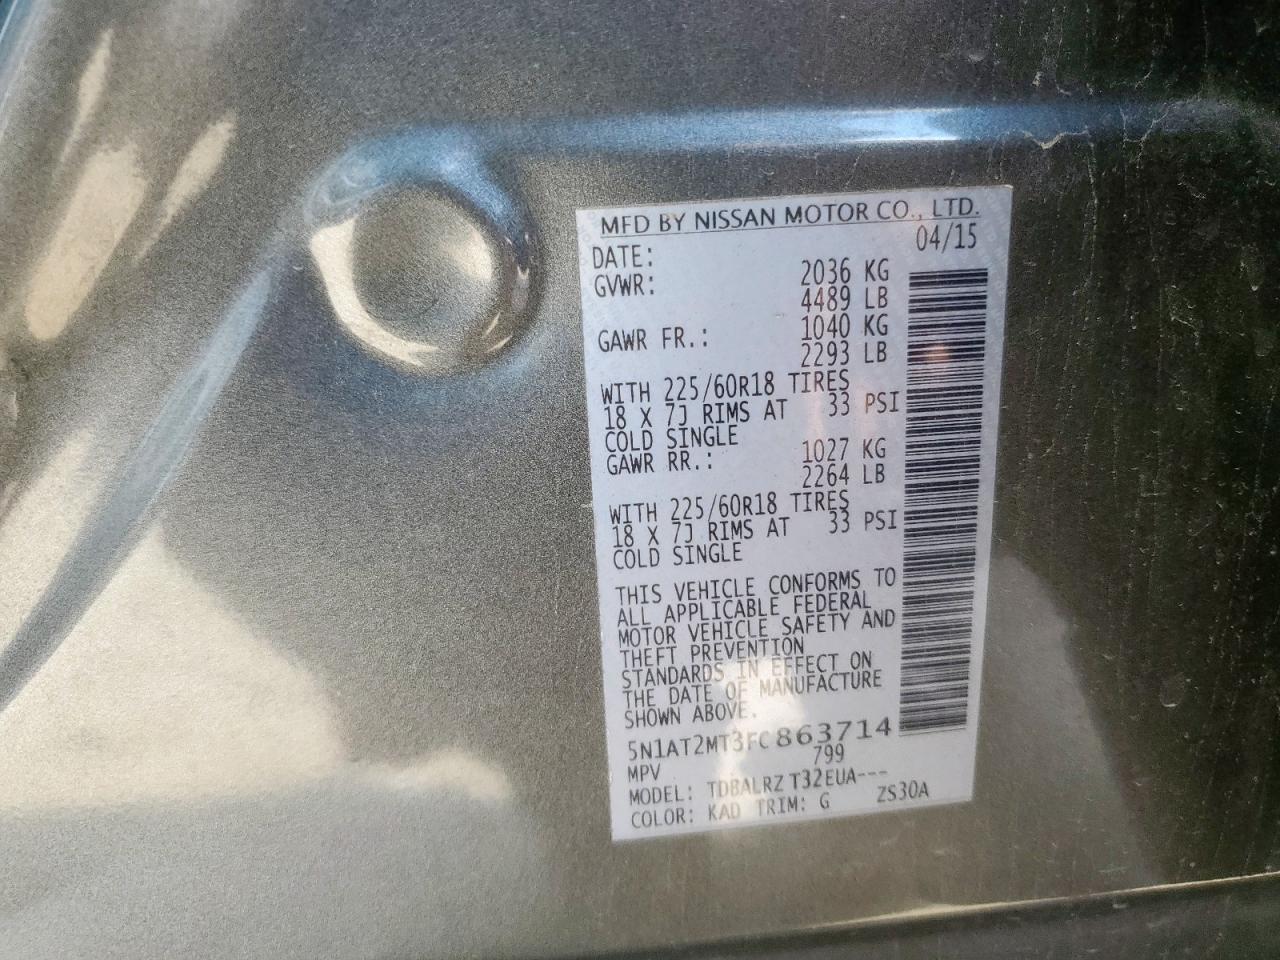 MFD BY NISSAN MOTOR CO., LTD.
DATE: 04/15
GVWR: 2036 KG
4489 LB
GAWR FR.: 1040 KG
2293 LB
WITH 225/60R18 TIRES
18 X 7J RIMS AT 33 PSI
COLD SINGLE
GAWR RR.: 1027 KG
2264 LB
WITH 225/60R18 TIRES
18 X 7J RIMS AT 33 PSI
COLD SINGLE
THIS VEHICLE CONFORMS TO
ALL APPLICABLE FEDERAL
MOTOR VEHICLE SAFETY AND
THEFT PREVENTION
STANDARDS IN EFFECT ON
THE DATE OF MANUFACTURE
SHOWN ABOVE.
5N1AT2MT3FC863714
MPV 799
MODEL: TDBALRZ T32EUA---
COLOR: KAD TRIM: G ZS30A